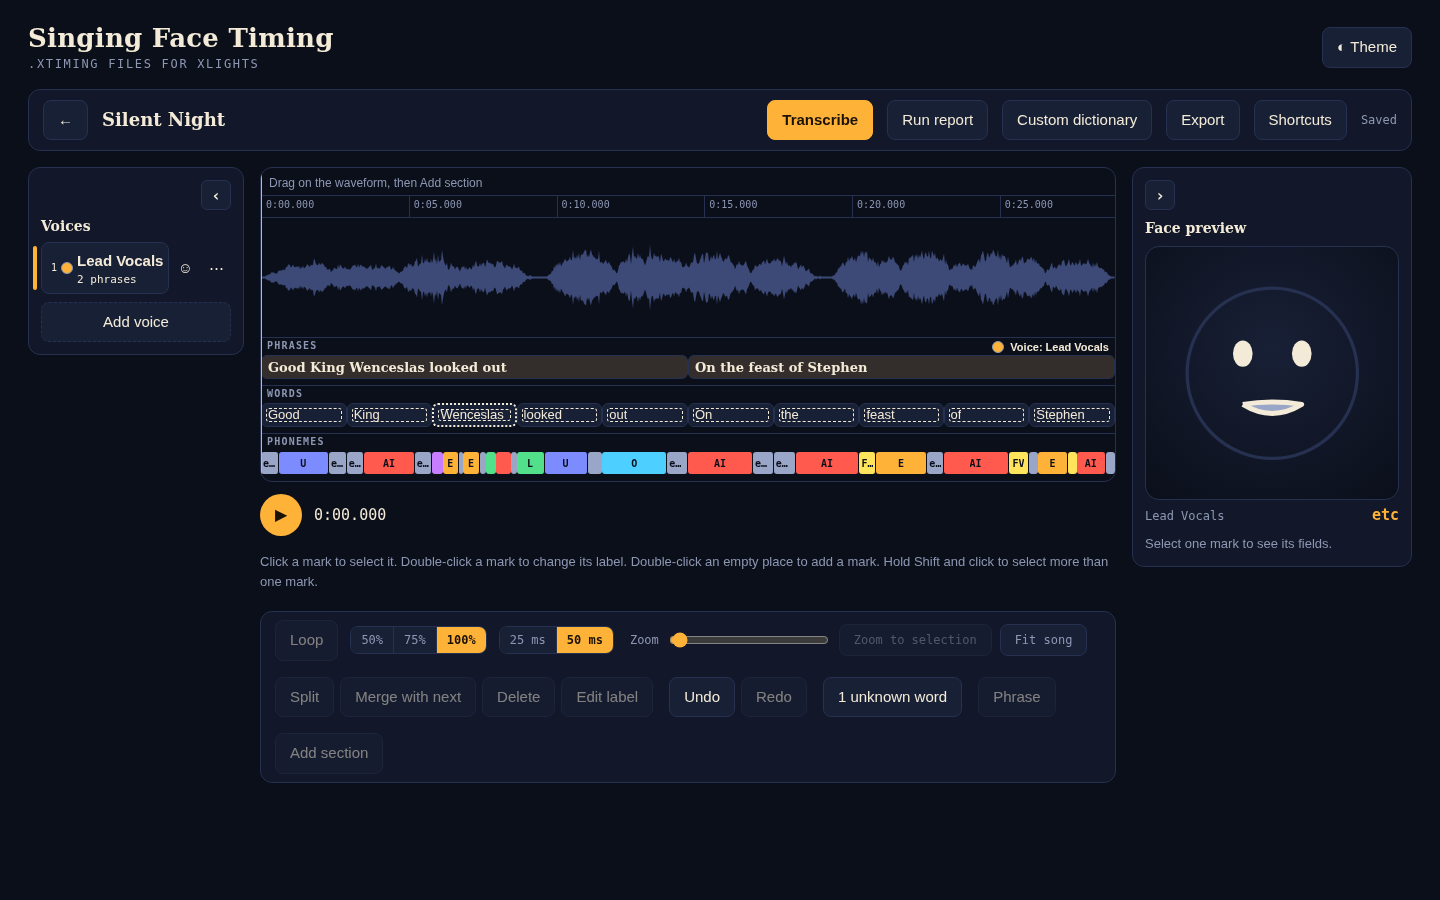 Singing Face Timing
.XTIMING FILES FOR XLIGHTS
Theme
←
Silent Night
Transcribe
Run report
Custom dictionary
Export
Shortcuts
Saved
‹
Voices
1
Lead Vocals
2 phrases
⋯
Add voice
Drag on the waveform, then Add section
0:00.000 0:05.000 0:10.000 0:15.000 0:20.000 0:25.000
PHRASES
Voice: Lead Vocals
Good King Wenceslas looked out
On the feast of Stephen
WORDS
Good King Wenceslas looked out On the feast of Stephen
PHONEMES
e… U e… e… AI e… E E L U O e… AI e… e… AI F… E e… AI FV E AI
▶ 0:00.000
Click a mark to select it. Double-click a mark to change its label. Double-click an empty place to add a mark. Hold Shift and click to select more than
one mark.
Loop 50% 75% 100% 25 ms 50 ms Zoom Zoom to selection Fit song
Split Merge with next Delete Edit label Undo Redo 1 unknown word Phrase
Add section
›
Face preview
Lead Vocals etc
Select one mark to see its fields.